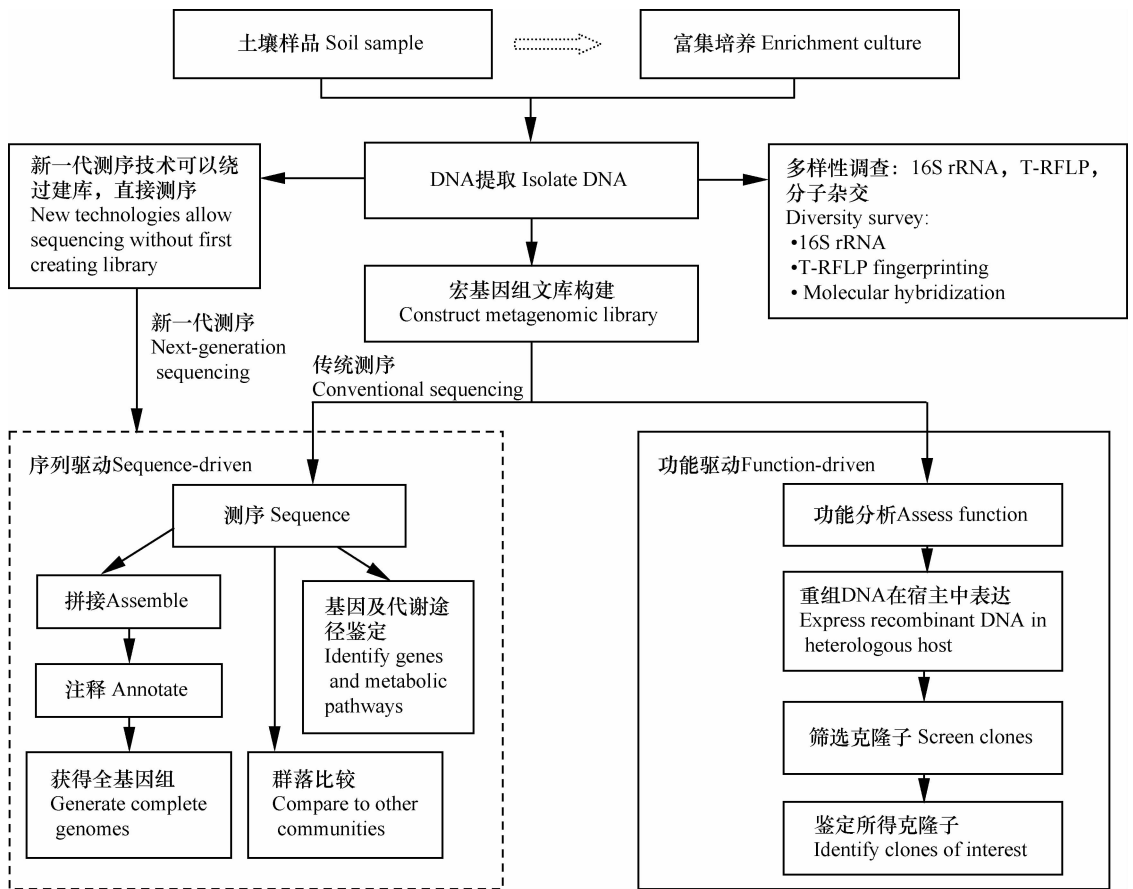 土壤样品 Soil sample
富集培养 Enrichment culture
新一代测序技术可以绕
过建库，直接测序
New technologies allow
sequencing without first
creating library
DNA提取 Isolate DNA
多样性调查：16S rRNA，T-RFLP，
分子杂交
Diversity survey:
•16S rRNA
•T-RFLP fingerprinting
• Molecular hybridization
宏基因组文库构建
Construct metagenomic library
新一代测序
Next-generation
sequencing
传统测序
Conventional sequencing
序列驱动Sequence-driven
测序 Sequence
拼接Assemble
注释 Annotate
获得全基因组
Generate complete
genomes
群落比较
Compare to other
communities
基因及代谢途
径鉴定
Identify genes
and metabolic
pathways
功能驱动Function-driven
功能分析Assess function
重组DNA在宿主中表达
Express recombinant DNA in
heterologous host
筛选克隆子 Screen clones
鉴定所得克隆子
Identify clones of interest